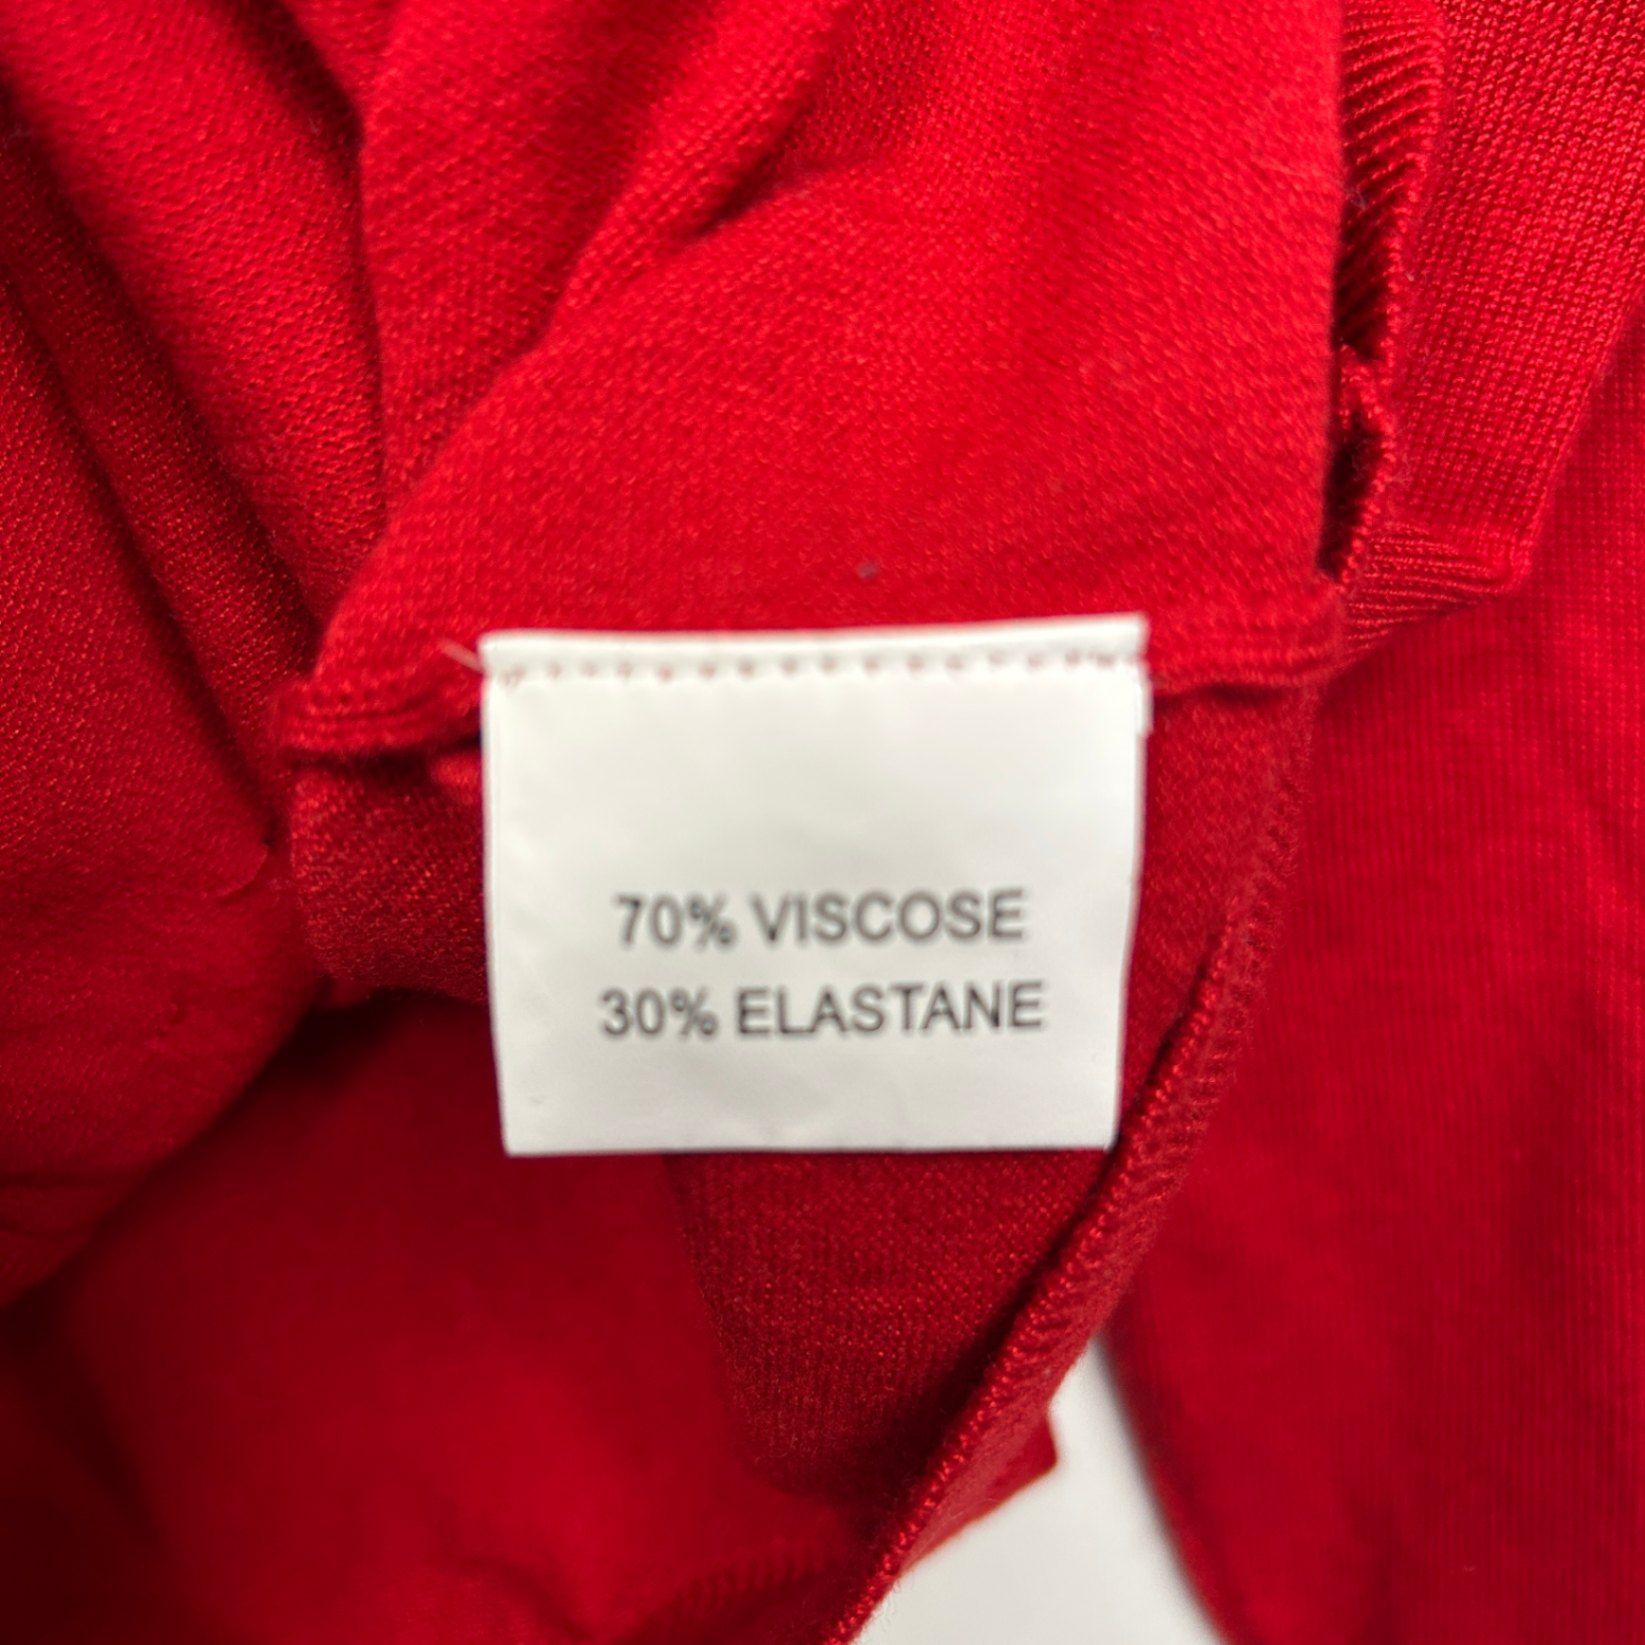 70% VISCOSE
30% ELASTANE